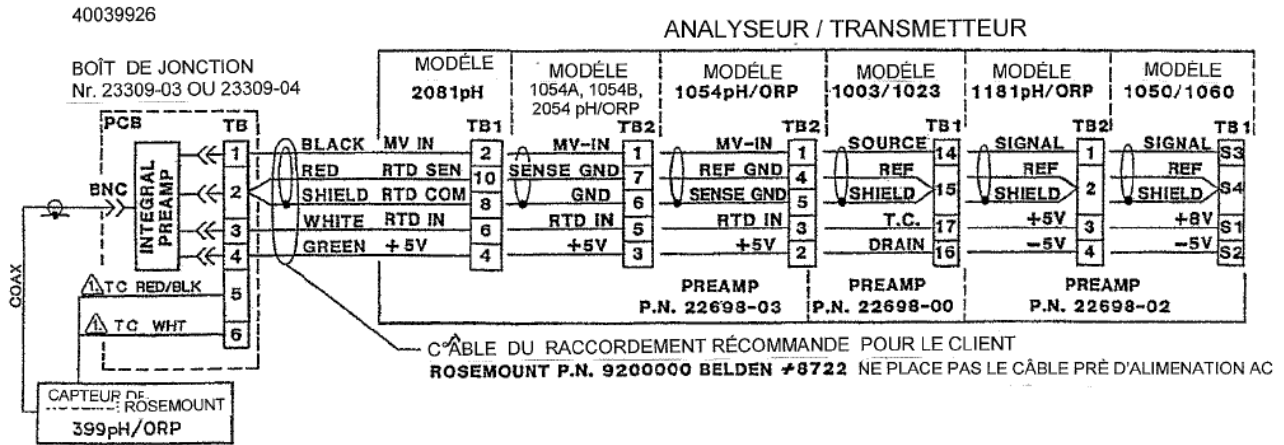 40039926
ANALYSEUR / TRANSMETTEUR
BOÎT DE JONCTION
Nr. 23309-03 OU 23309-04
MODÉLE
2081pH
MODÉLE
1054A, 1054B,
2054 pH/ORP
MODÉLE
1054pH/ORP
MODÉLE
1003/1023
MODÉLE
1181pH/ORP
MODÉLE
1050/1060
PCB TB TB1 TB2 TB2 TB1 TB2 TB1
1 BLACK MV IN 2 MV-IN 1 MV-IN 1 SOURCE 14 SIGNAL 1 SIGNAL S3
RED RTD SEN 10 SENSE GND 7 REF GND 4 REF REF REF
BNC 2 15 2 S4
SHIELD RTD COM 8 GND 6 SENSE GND 5 SHIELD SHIELD SHIELD
INTEGRAL
PREAMP
3 WHITE RTD IN 6 RTD IN 5 RTD IN 3 T.C. 17 +5V 3 +8V S1
4 GREEN +5V 4 +5V 3 +5V 2 DRAIN 16 -5V 4 -5V S2
COAX
1. TC RED/BLK 5
1. TC WHT 6
PREAMP
P.N. 22698-03
PREAMP
P.N. 22698-00
PREAMP
P.N. 22698-02
C'ÂBLE DU RACCORDEMENT RÉCOMMANDE POUR LE CLIENT
ROSEMOUNT P.N. 9200000 BELDEN #8722 NE PLACE PAS LE CÂBLE PRÈ D'ALIMENATION AC
CAPTEUR DE
ROSEMOUNT
399pH/ORP